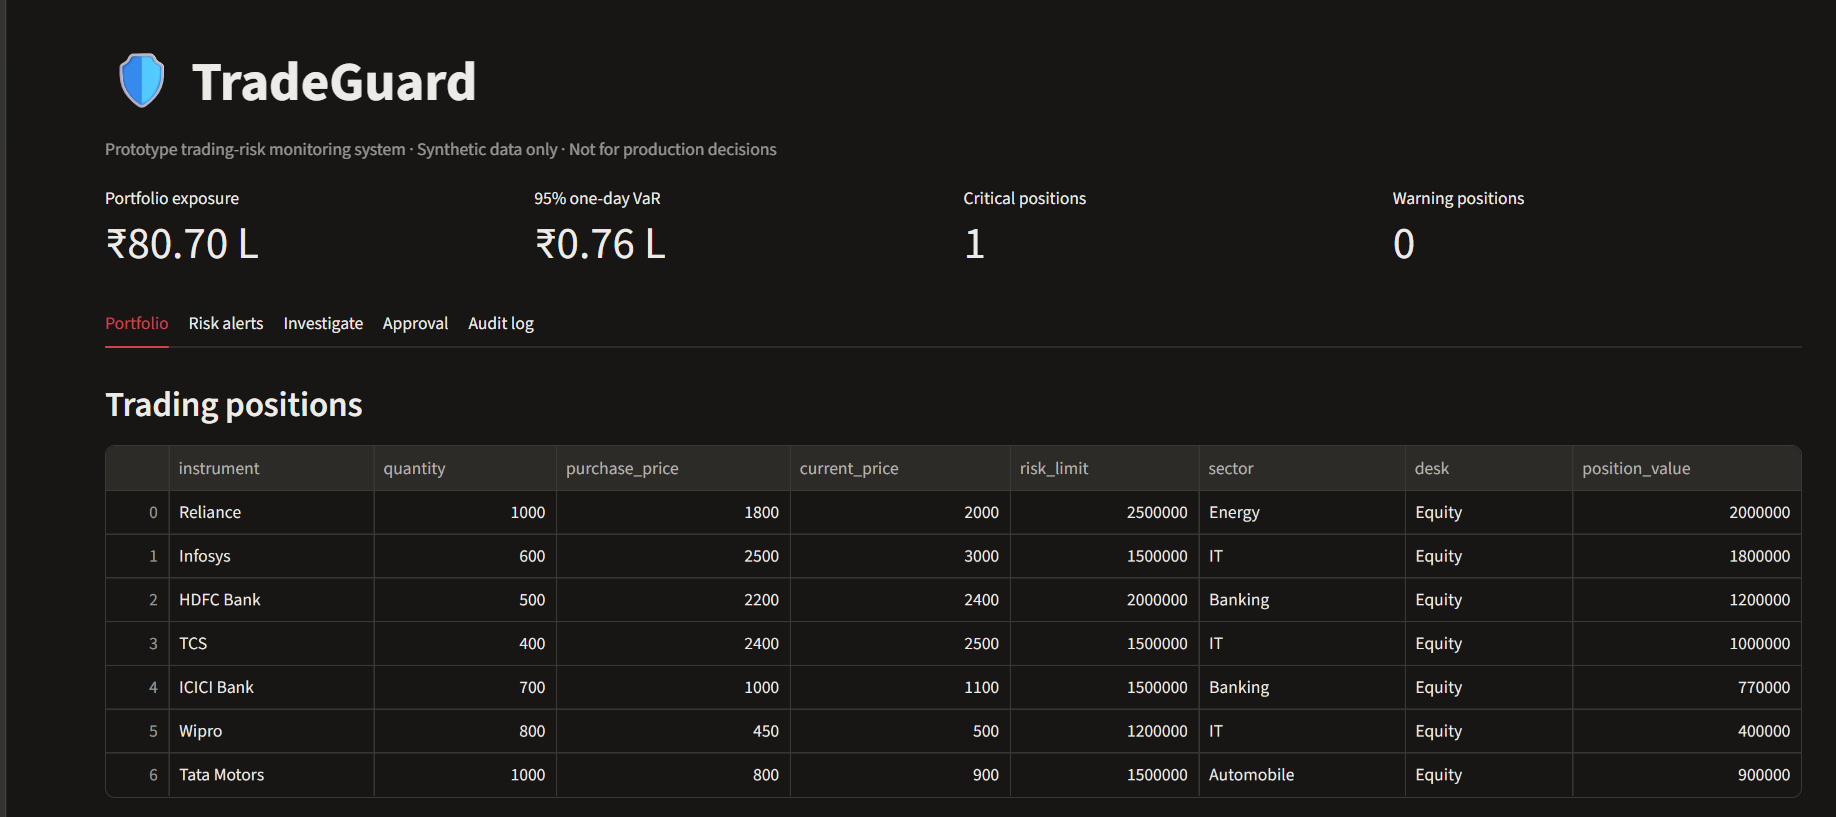 TradeGuard
Prototype trading-risk monitoring system · Synthetic data only · Not for production decisions
Portfolio exposure 95% one-day VaR Critical positions Warning positions
₹80.70 L ₹0.76 L 1 0
Portfolio Risk alerts Investigate Approval Audit log
Trading positions
instrument quantity purchase_price current_price risk_limit sector desk position_value
0 Reliance 1000 1800 2000 2500000 Energy Equity 2000000
1 Infosys 600 2500 3000 1500000 IT Equity 1800000
2 HDFC Bank 500 2200 2400 2000000 Banking Equity 1200000
3 TCS 400 2400 2500 1500000 IT Equity 1000000
4 ICICI Bank 700 1000 1100 1500000 Banking Equity 770000
5 Wipro 800 450 500 1200000 IT Equity 400000
6 Tata Motors 1000 800 900 1500000 Automobile Equity 900000